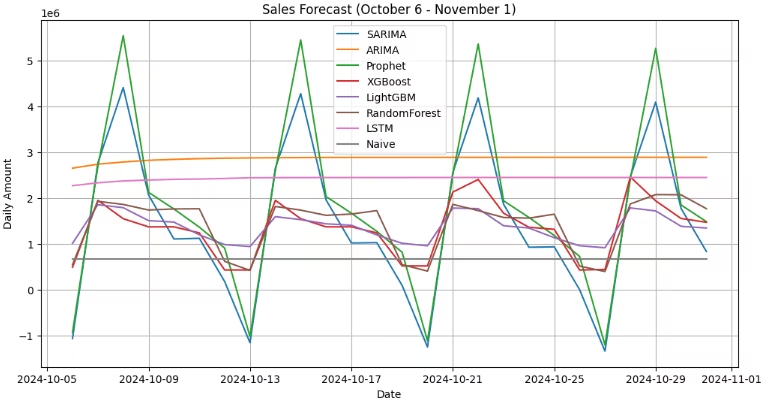 Sales Forecast (October 6 - November 1)
1e6
SARIMA
ARIMA
Prophet
XGBoost
LightGBM
RandomForest
LSTM
Naive
Daily Amount
5
4
3
2
1
0
−1
2024-10-05 2024-10-09 2024-10-13 2024-10-17 2024-10-21 2024-10-25 2024-10-29 2024-11-01
Date